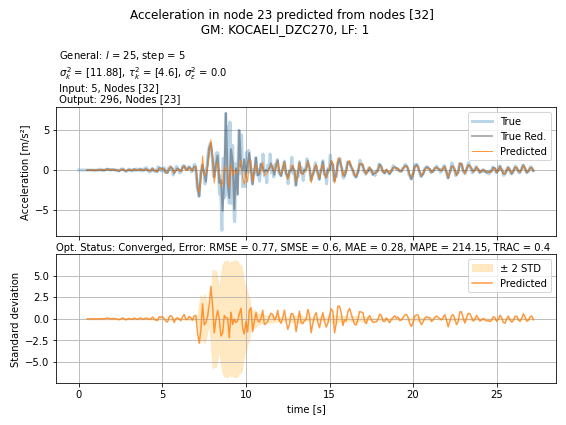 Acceleration in node 23 predicted from nodes [32]
GM: KOCAELI_DZC270, LF: 1
General: l = 25, step = 5
σ²ₖ = [11.88], τ²ₖ = [4.6], σ²ₑ = 0.0
Input: 5, Nodes [32]
Output: 296, Nodes [23]
Acceleration [m/s²]
5
0
−5
True
True Red.
Predicted
Opt. Status: Converged, Error: RMSE = 0.77, SMSE = 0.6, MAE = 0.28, MAPE = 214.15, TRAC = 0.4
Standard deviation
5.0
2.5
0.0
−2.5
−5.0
± 2 STD
Predicted
0 5 10 15 20 25
time [s]